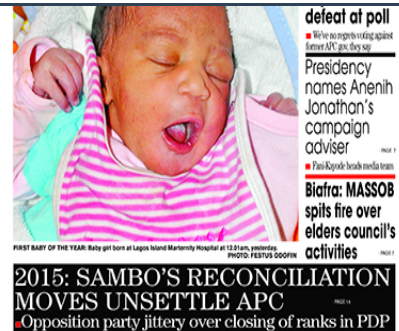 defeat at poll
We've no regrets voting against
former APC gov, they say
Presidency
names Anenih
Jonathan's
campaign
adviser
PAGE 7
Fani-Kayode heads media team
Biafra: MASSOB
spits fire over
elders council's
activities
PAGE 5
FIRST BABY OF THE YEAR: Baby girl born at Lagos Island Marternity Hospital at 12.01am, yesterday.
PHOTO: FESTUS ODOFIN
2015: SAMBO'S RECONCILIATION
MOVES UNSETTLE APC
PAGE 14
Opposition party jittery over closing of ranks in PDP